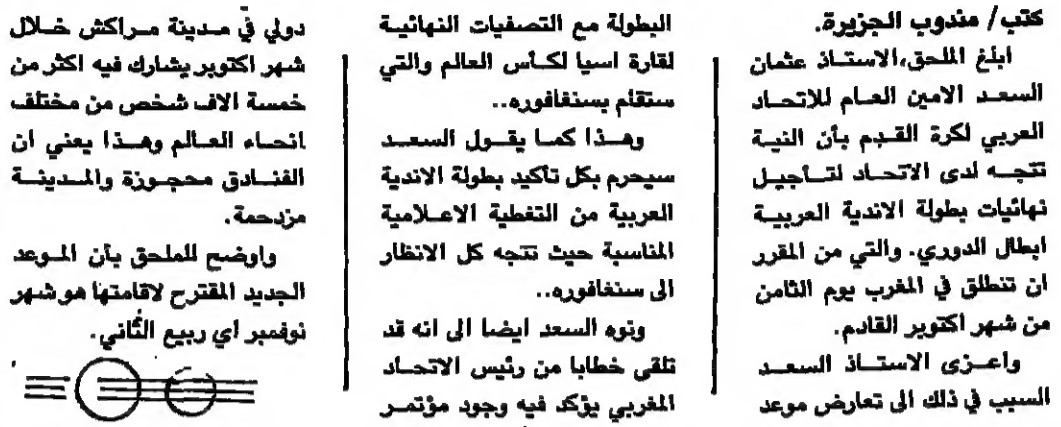 كتب/ مندوب الجزيرة.
ابلغ الملحق،الاستاذ عثمان
السعد الامين العام للاتحاد
العربي لكرة القدم بأن النية
تتجه لدى الاتحاد لتأجيل
نهائيات بطولة الاندية العربية
ابطال الدوري. والتي من المقرر
ان تنطلق في المغرب يوم الثامن
من شهر اكتوبر القادم.
واعزى الاستاذ السعد
السبب في ذلك الى تعارض موعد
البطولة مع التصفيات النهائية
لقارة اسيا لكأس العالم والتي
ستقام بسنغافوره..
وهذا كما يقول السعد
سيحرم بكل تأكيد بطولة الاندية
العربية من التغطية الاعلامية
المناسبة حيث تتجه كل الانظار
الى سنغافوره..
ونوه السعد ايضا الى انه قد
تلقى خطابا من رئيس الاتحاد
المغربي يؤكد فيه وجود مؤتمر
دولي في مدينة مراكش خلال
شهر اكتوبر يشارك فيه اكثر من
خمسة الاف شخص من مختلف
انحاء العالم وهذا يعني ان
الفنادق محجوزة والمدينة
مزدحمة.
واوضح للملحق بأن الموعد
الجديد المقترح لاقامتها هو شهر
نوفمبر اي ربيع الثاني.